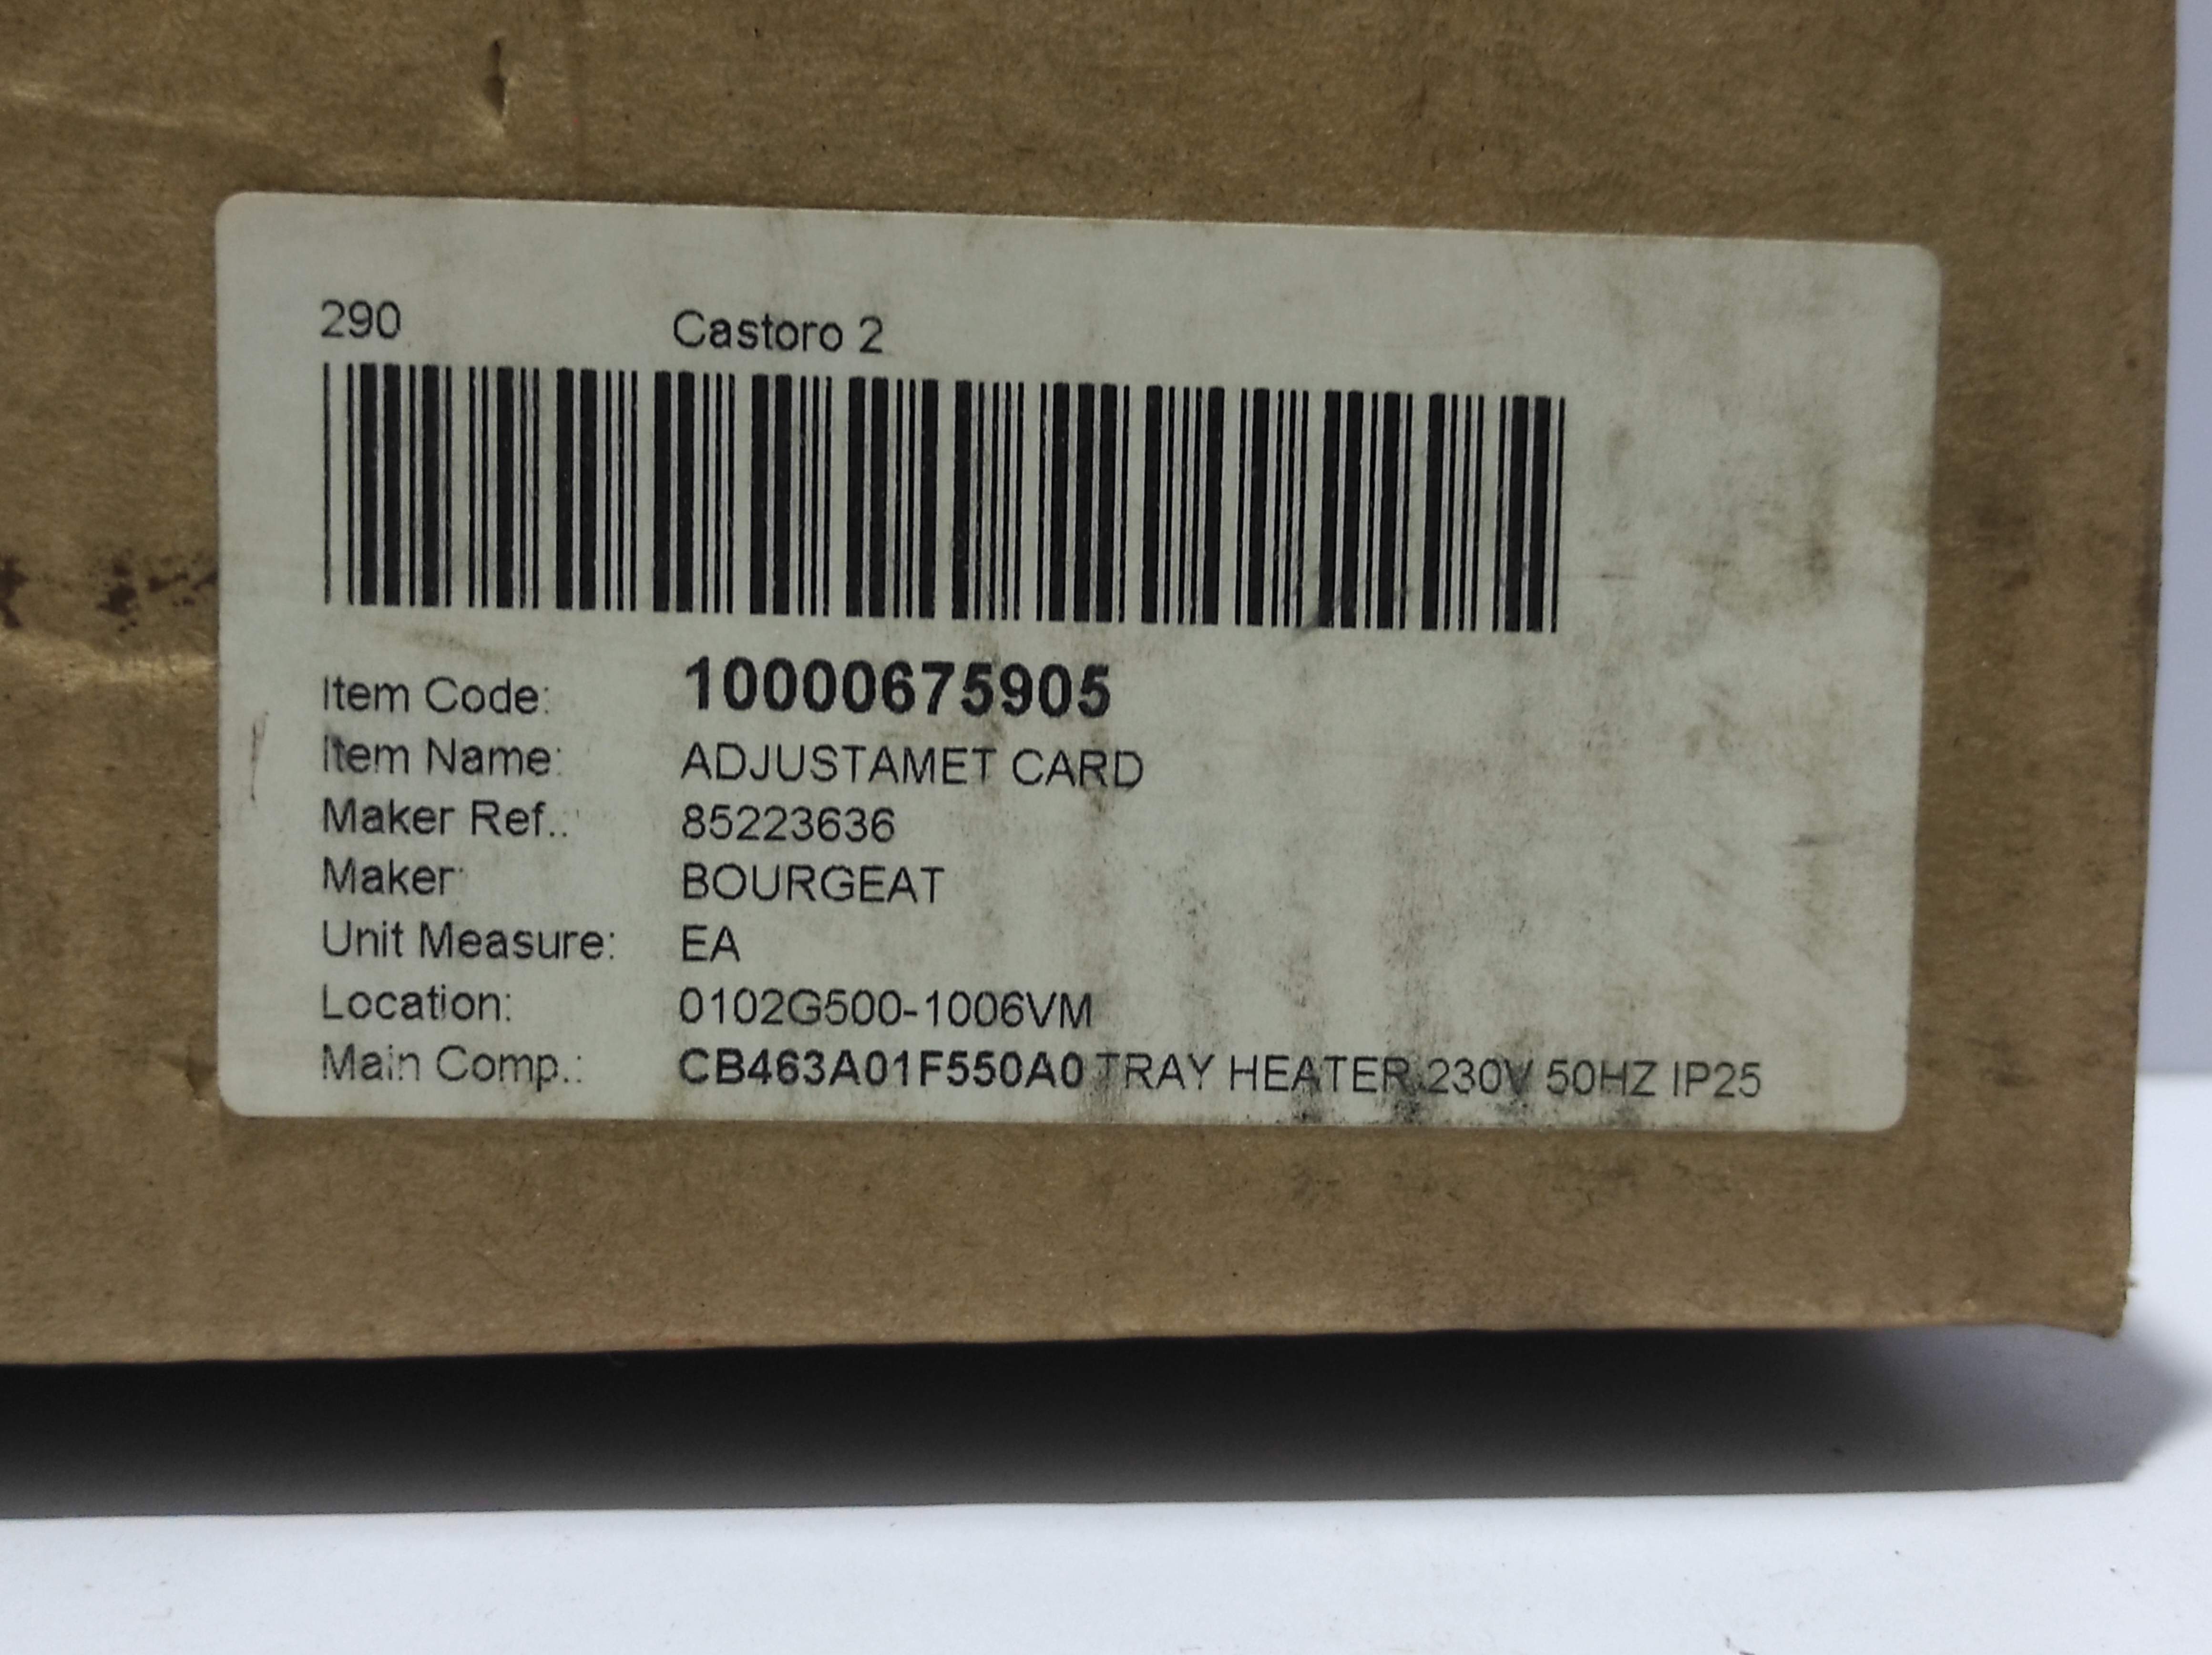 290 Castoro 2
Item Code: 10000675905
Item Name: ADJUSTAMET CARD
Maker Ref.: 85223636
Maker: BOURGEAT
Unit Measure: EA
Location: 0102G500-1006VM
Main Comp.: CB463A01F550A0 TRAY HEATER 230V 50HZ IP25